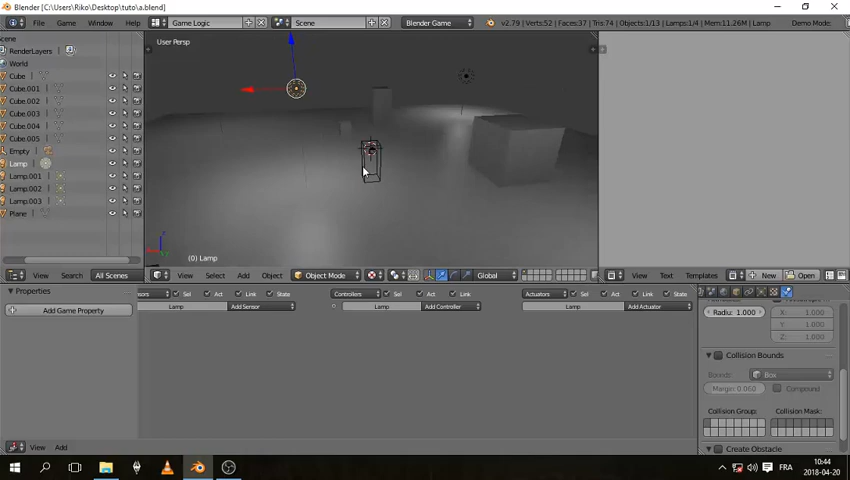 Blender [C:\Users\Riko\Desktop\tuto\a.blend]
File Game Window Help Game Logic Scene Blender Game v2.79 | Verts:52 | Faces:37 | Tris:74 | Objects:1/13 | Lamps:1/4 | Mem:11.26M | Lamp Demo Mode:
Scene
RenderLayers
World
Cube
Cube.001
Cube.002
Cube.003
Cube.004
Cube.005
Empty
Lamp
Lamp.001
Lamp.002
Lamp.003
Plane
User Persp
(0) Lamp
View Search All Scenes
View Select Add Object Object Mode Global
View Text Templates New Open
Properties
Add Game Property
Sel Act Link State
Lamp Add Sensor
Controllers Sel Act Link
Lamp Add Controller
Actuators Sel Act Link State
Lamp Add Actuator
Radiu: 1.000 X: 1.000
Y: 1.000
Z: 1.000
Collision Bounds
Bounds: Box
Margin: 0.060 Compound
Collision Group: Collision Mask:
Create Obstacle
View Add
FRA
10:44
2018-04-20